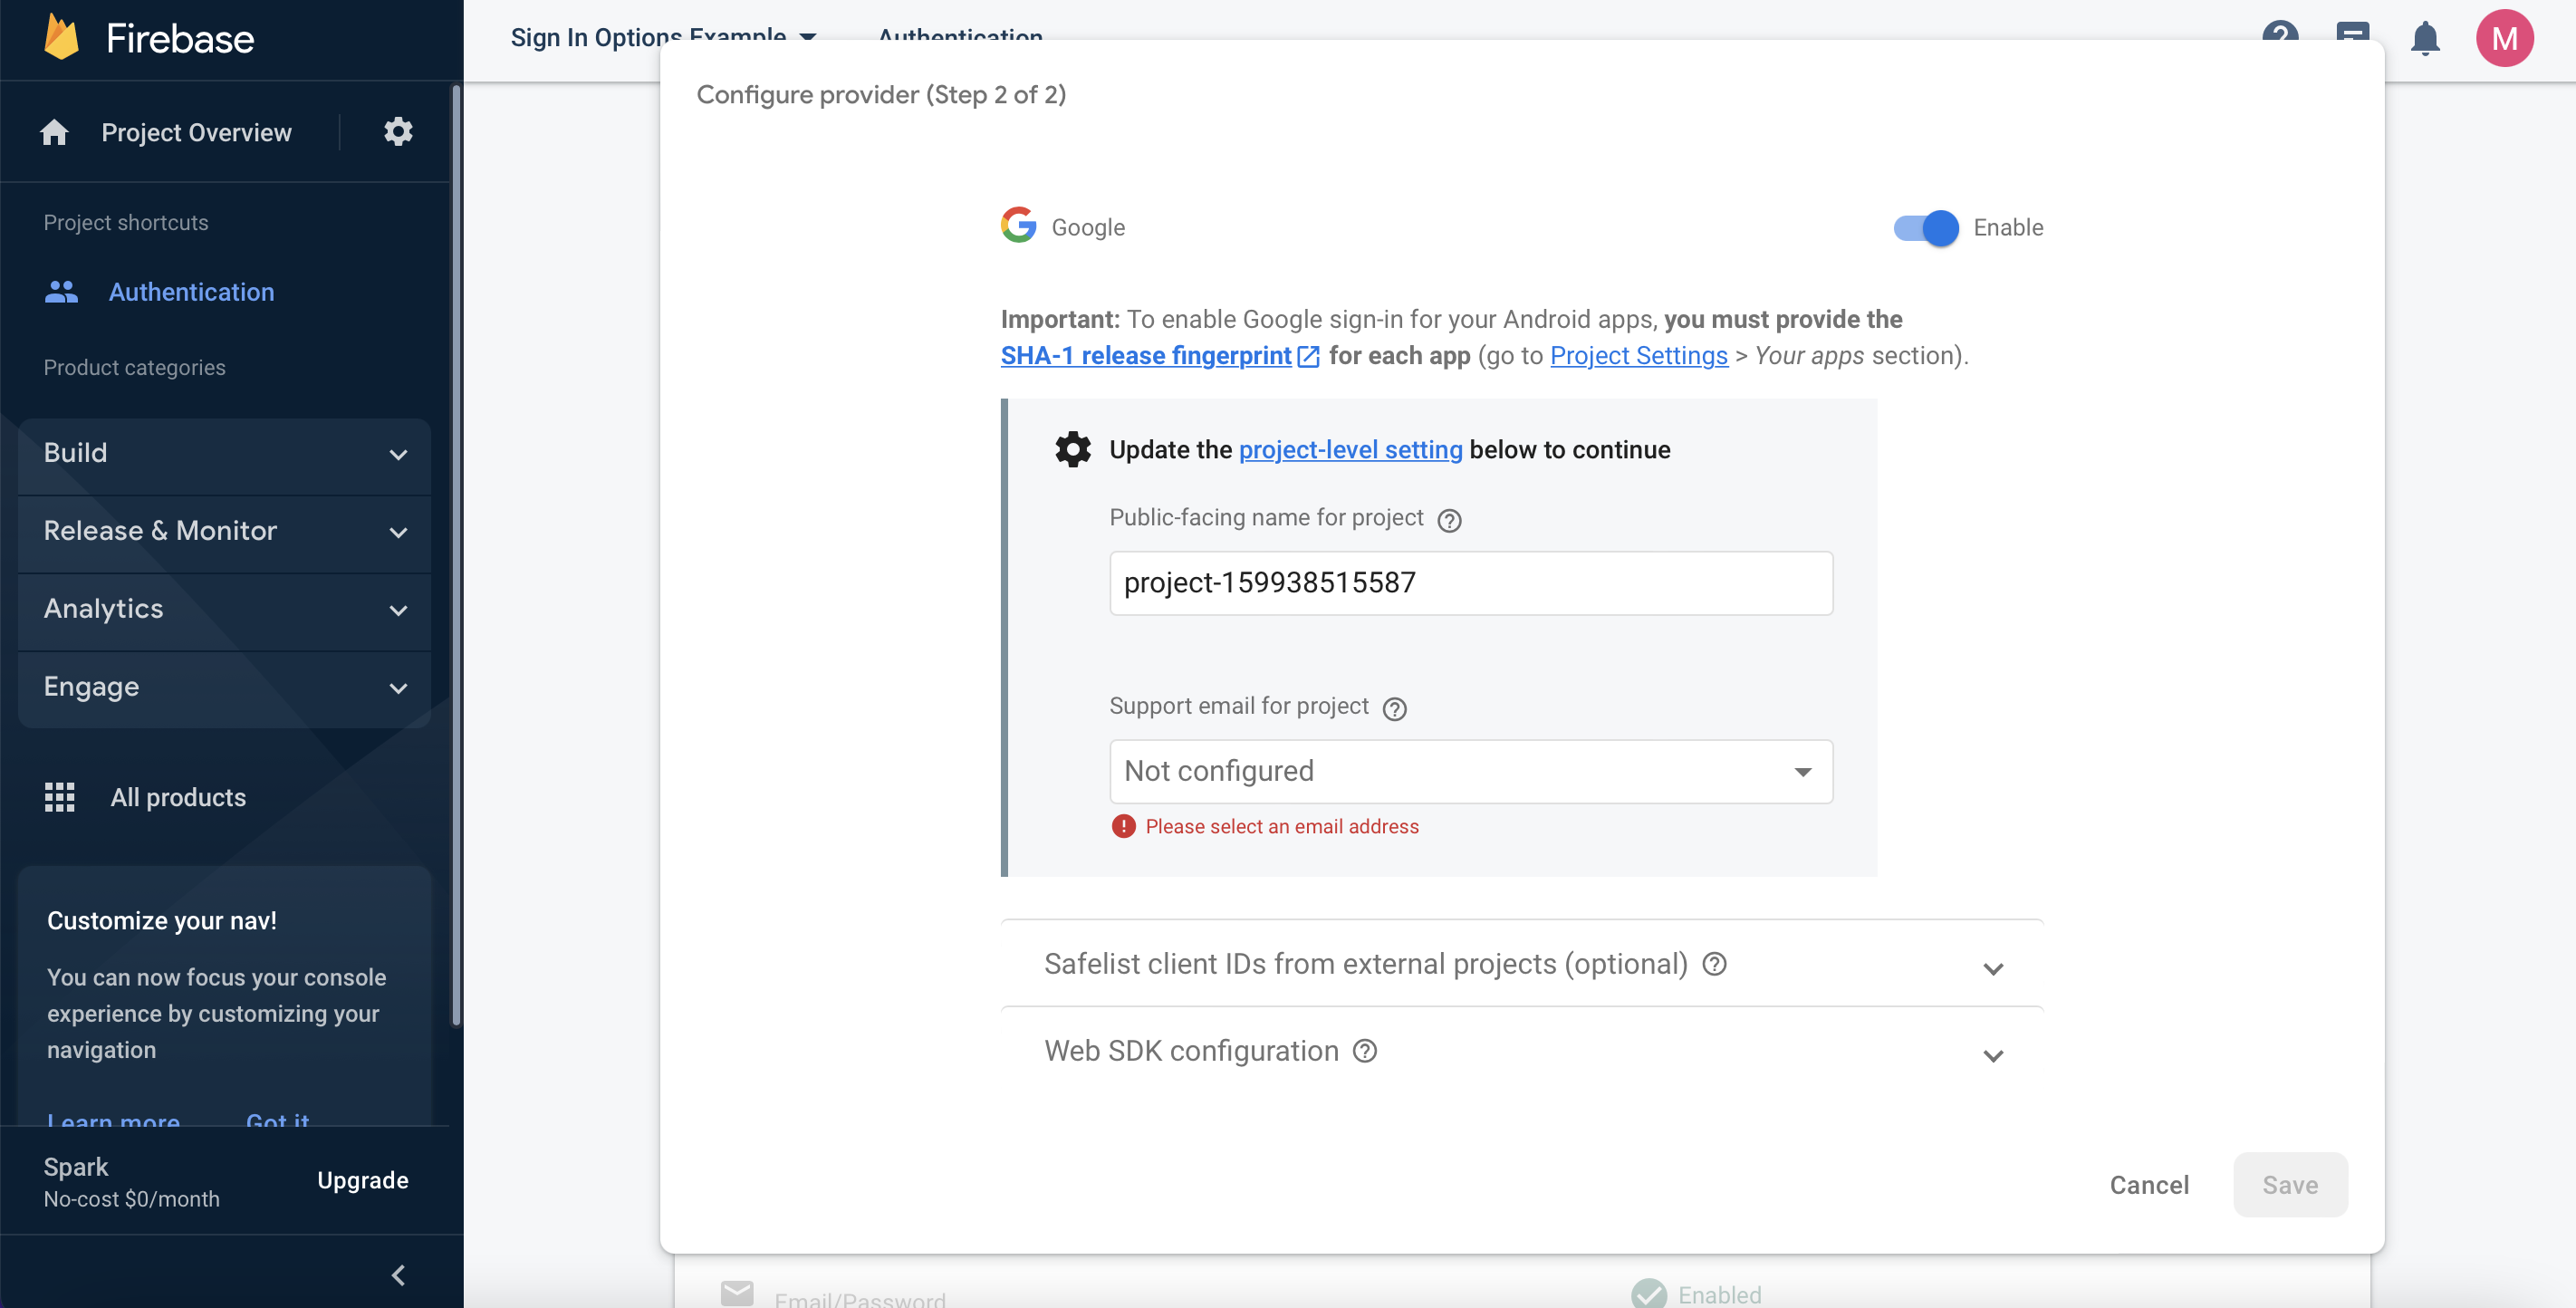 Firebase
Project Overview
Project shortcuts
Authentication
Product categories
Build
Release & Monitor
Analytics
Engage
All products
Customize your nav!
You can now focus your console
experience by customizing your
navigation
Learn more
Got it
Spark
No-cost $0/month
Upgrade
Sign In Options Example
Authentication
M
Configure provider (Step 2 of 2)
Google
Enable
Important: To enable Google sign-in for your Android apps, you must provide the
SHA-1 release fingerprint for each app (go to Project Settings > Your apps section).
Update the project-level setting below to continue
Public-facing name for project
project-159938515587
Support email for project
Not configured
Please select an email address
Safelist client IDs from external projects (optional)
Web SDK configuration
Cancel
Save
Email/Password
Enabled